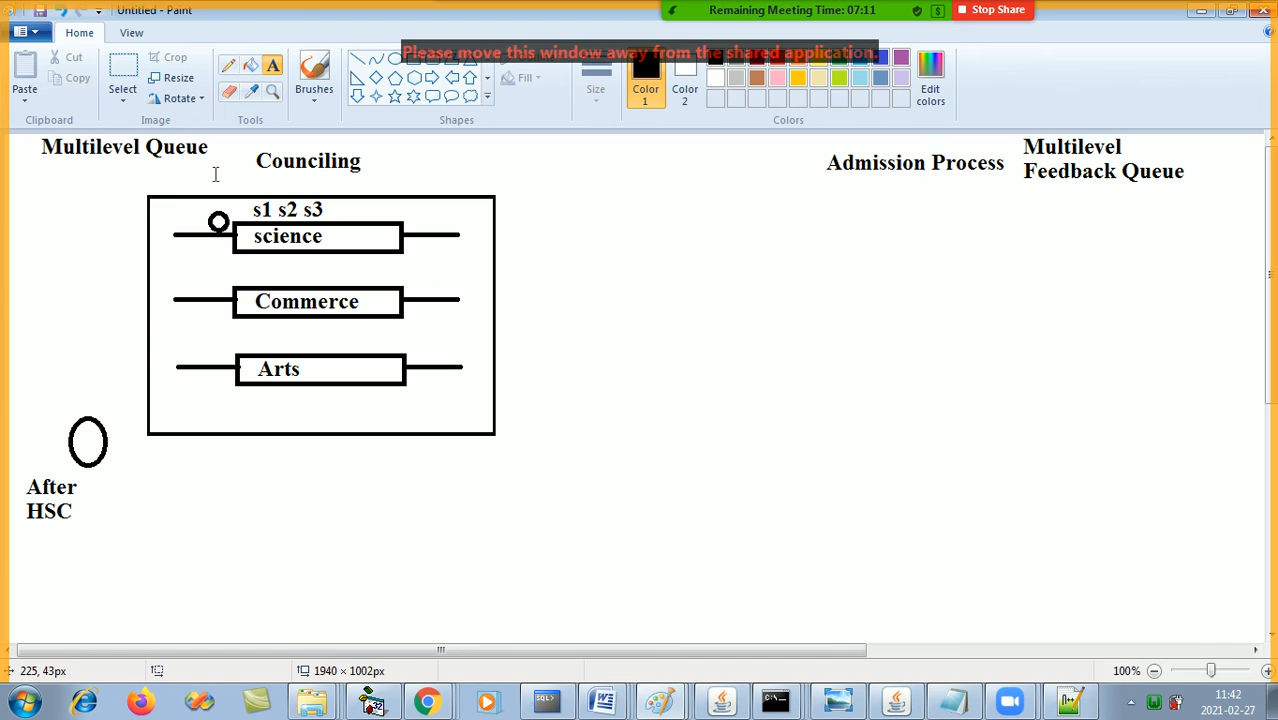 Untitled - Paint
Remaining Meeting Time: 07:11
$
Stop Share
Home
View
Please move this window away from the shared application.
Paste
Cut
Copy
Clipboard
Select
Crop
Resize
Rotate
Image
A
Tools
Brushes
Fill
Shapes
Size
Color 1
Color 2
Edit colors
Colors
Multilevel Queue
Counciling
Admission Process
Multilevel
Feedback Queue
s1 s2 s3
science
Commerce
Arts
After
HSC
225, 43px
1940 × 1002px
100%
32
SQL>
11:42
2021-02-27